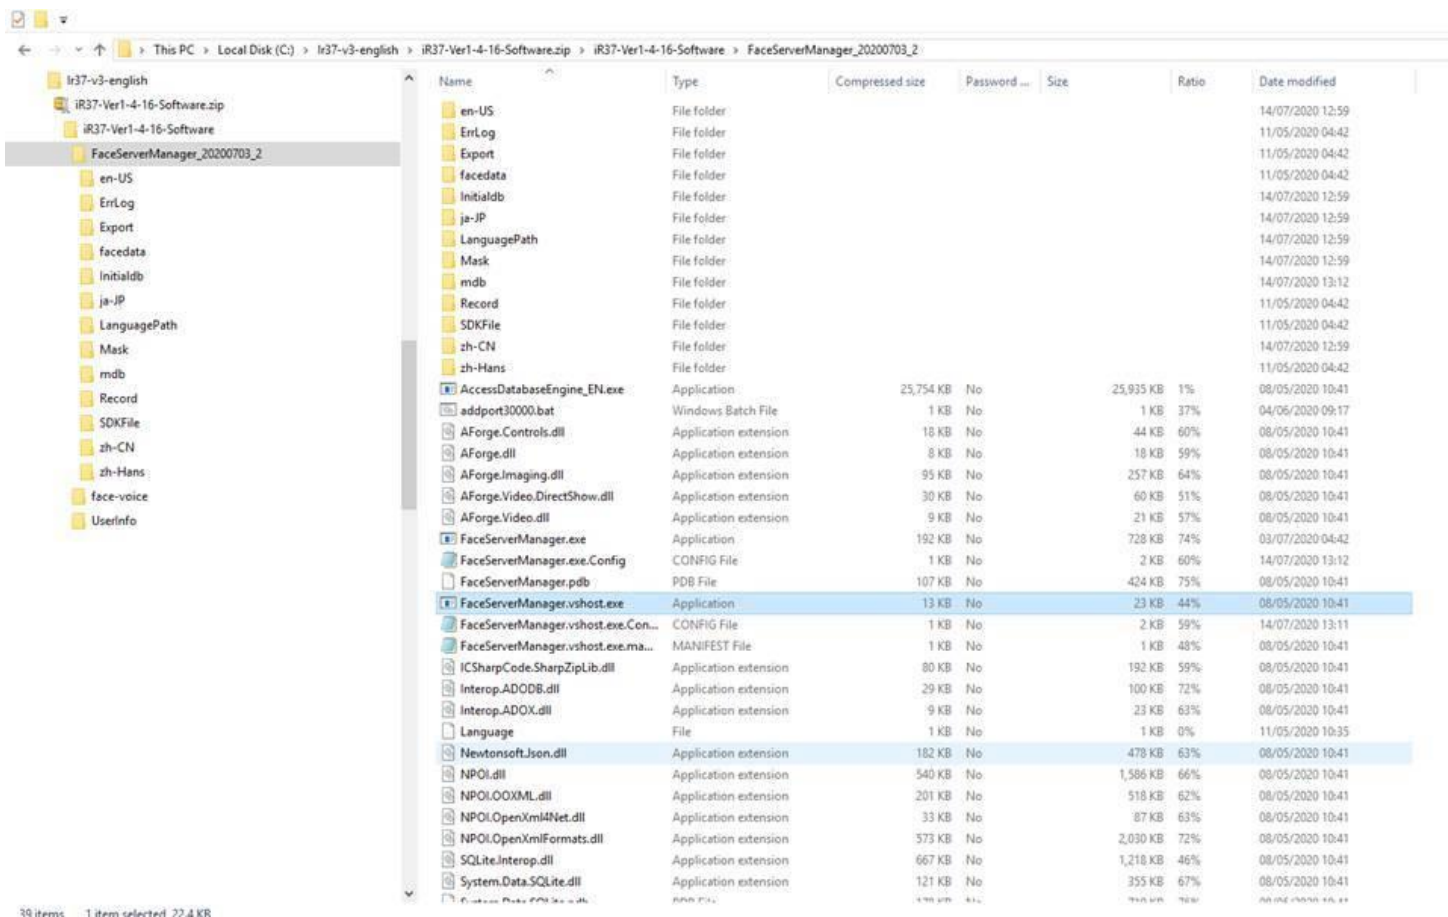 This PC > Local Disk (C:) > Ir37-v3-english > iR37-Ver1-4-16-Software.zip > iR37-Ver1-4-16-Software > FaceServerManager_20200703_2
Ir37-v3-english
iR37-Ver1-4-16-Software.zip
iR37-Ver1-4-16-Software
FaceServerManager_20200703_2
en-US
ErrLog
Export
facedata
Initialdb
ja-JP
LanguagePath
Mask
mdb
Record
SDKFile
zh-CN
zh-Hans
face-voice
UserInfo
Name Type Compressed size Password ... Size Ratio Date modified
en-US File folder 14/07/2020 12:59
ErrLog File folder 11/05/2020 04:42
Export File folder 11/05/2020 04:42
facedata File folder 11/05/2020 04:42
Initialdb File folder 14/07/2020 12:59
ja-JP File folder 14/07/2020 12:59
LanguagePath File folder 14/07/2020 12:59
Mask File folder 14/07/2020 12:59
mdb File folder 14/07/2020 13:12
Record File folder 11/05/2020 04:42
SDKFile File folder 11/05/2020 04:42
zh-CN File folder 14/07/2020 12:59
zh-Hans File folder 11/05/2020 04:42
AccessDatabaseEngine_EN.exe Application 25,754 KB No 25,935 KB 1% 08/05/2020 10:41
addport30000.bat Windows Batch File 1 KB No 1 KB 37% 04/06/2020 09:17
AForge.Controls.dll Application extension 18 KB No 44 KB 60% 08/05/2020 10:41
AForge.dll Application extension 8 KB No 18 KB 59% 08/05/2020 10:41
AForge.Imaging.dll Application extension 95 KB No 257 KB 64% 08/05/2020 10:41
AForge.Video.DirectShow.dll Application extension 30 KB No 60 KB 51% 08/05/2020 10:41
AForge.Video.dll Application extension 9 KB No 21 KB 57% 08/05/2020 10:41
FaceServerManager.exe Application 192 KB No 728 KB 74% 03/07/2020 04:42
FaceServerManager.exe.Config CONFIG File 1 KB No 2 KB 60% 14/07/2020 13:12
FaceServerManager.pdb PDB File 107 KB No 424 KB 75% 08/05/2020 10:41
FaceServerManager.vshost.exe Application 13 KB No 23 KB 44% 08/05/2020 10:41
FaceServerManager.vshost.exe.Con... CONFIG File 1 KB No 2 KB 59% 14/07/2020 13:11
FaceServerManager.vshost.exe.ma... MANIFEST File 1 KB No 1 KB 48% 08/05/2020 10:41
ICSharpCode.SharpZipLib.dll Application extension 80 KB No 192 KB 59% 08/05/2020 10:41
Interop.ADODB.dll Application extension 29 KB No 100 KB 72% 08/05/2020 10:41
Interop.ADOX.dll Application extension 9 KB No 23 KB 63% 08/05/2020 10:41
Language File 1 KB No 1 KB 0% 11/05/2020 10:35
Newtonsoft.Json.dll Application extension 182 KB No 478 KB 63% 08/05/2020 10:41
NPOI.dll Application extension 540 KB No 1,586 KB 66% 08/05/2020 10:41
NPOI.OOXML.dll Application extension 201 KB No 518 KB 62% 08/05/2020 10:41
NPOI.OpenXml4Net.dll Application extension 33 KB No 87 KB 63% 08/05/2020 10:41
NPOI.OpenXmlFormats.dll Application extension 573 KB No 2,030 KB 72% 08/05/2020 10:41
SQLite.Interop.dll Application extension 667 KB No 1,218 KB 46% 08/05/2020 10:41
System.Data.SQLite.dll Application extension 121 KB No 355 KB 67% 08/05/2020 10:41
39 items 1 item selected 22.4 KB